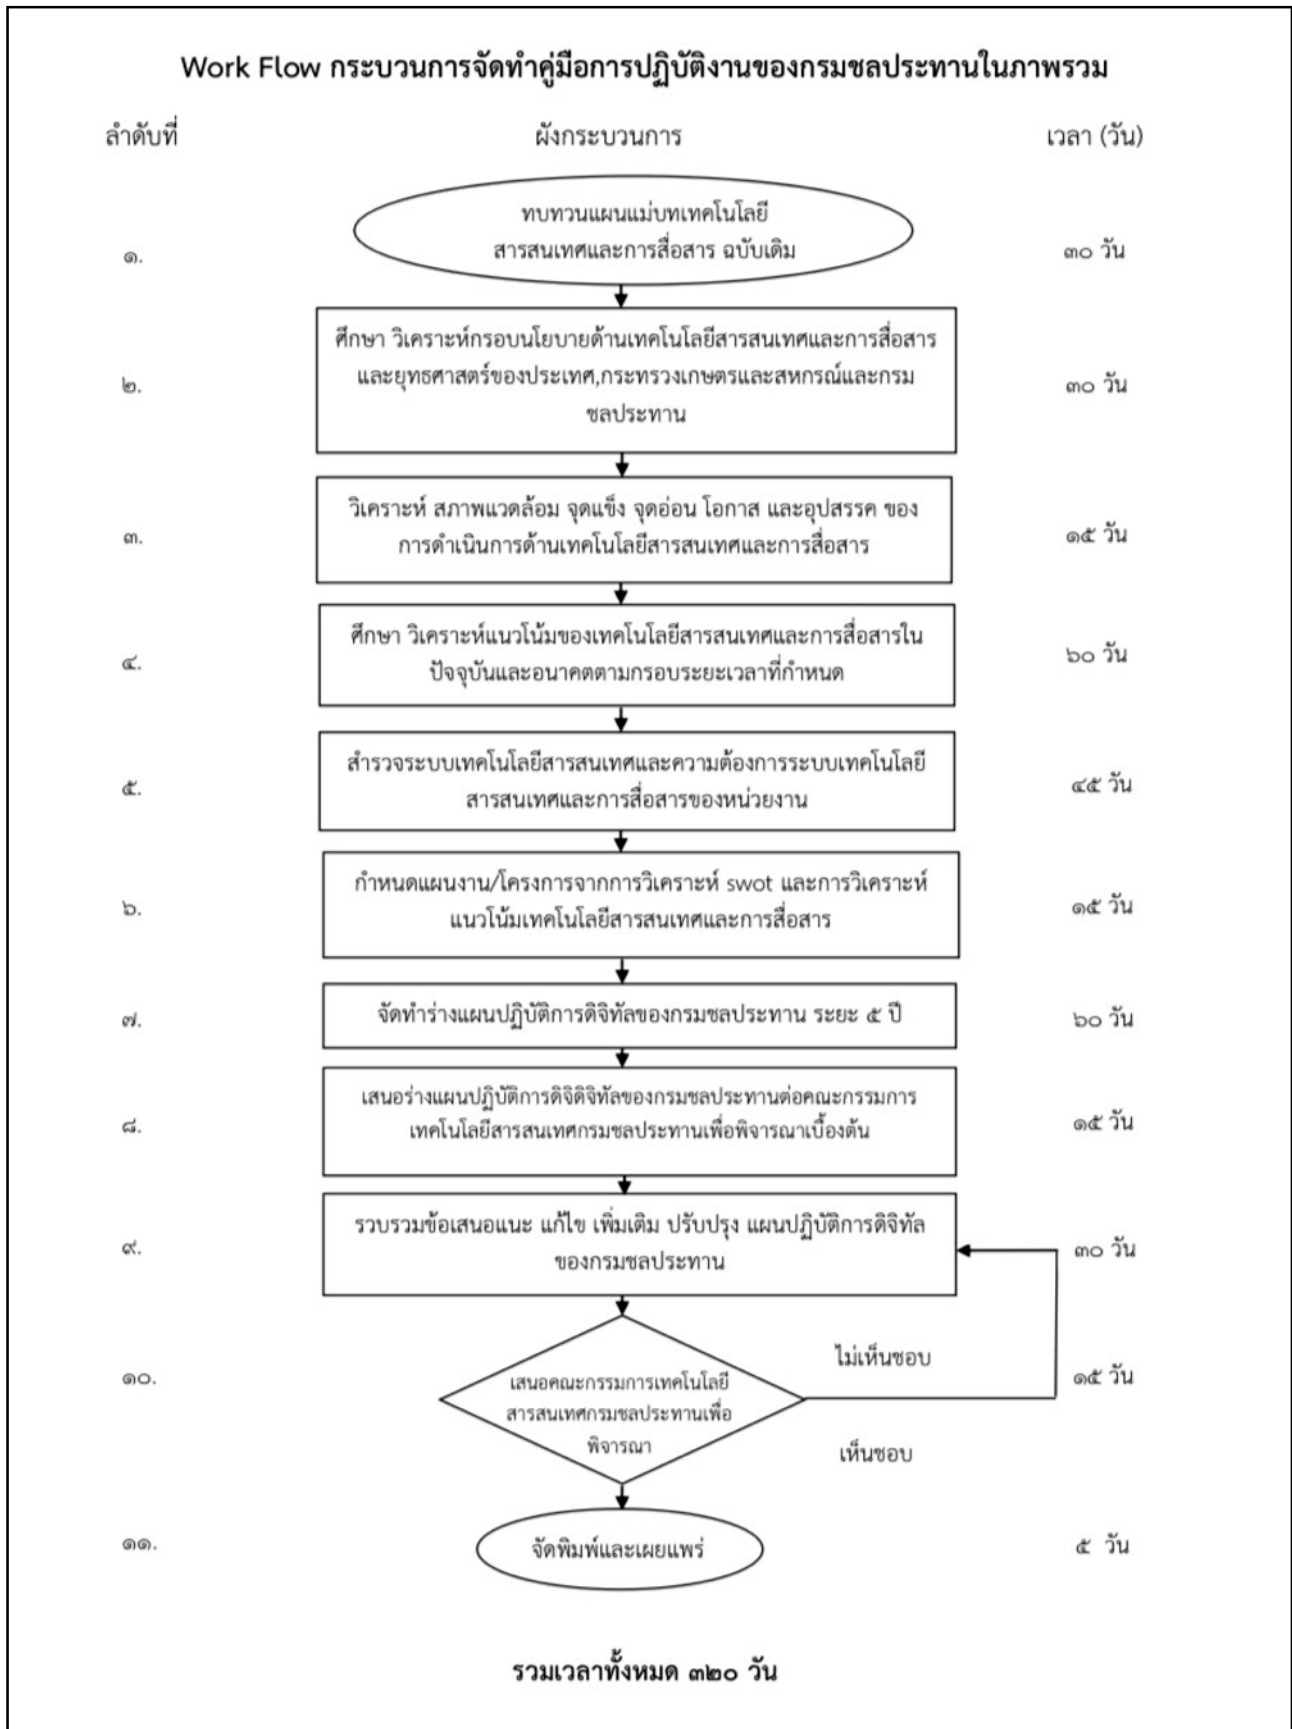 Work Flow กระบวนการจัดทำคู่มือการปฏิบัติงานของกรมชลประทานในภาพรวม
ลำดับที่ ผังกระบวนการ เวลา (วัน)
ทบทวนแผนแม่บทเทคโนโลยี
สารสนเทศและการสื่อสาร ฉบับเดิม
๑. ๓๐ วัน
ศึกษา วิเคราะห์กรอบนโยบายด้านเทคโนโลยีสารสนเทศและการสื่อสาร
และยุทธศาสตร์ของประเทศ,กระทรวงเกษตรและสหกรณ์และกรม
ชลประทาน
๒. ๓๐ วัน
วิเคราะห์ สภาพแวดล้อม จุดแข็ง จุดอ่อน โอกาส และอุปสรรค ของ
การดำเนินการด้านเทคโนโลยีสารสนเทศและการสื่อสาร
๓. ๑๕ วัน
ศึกษา วิเคราะห์แนวโน้มของเทคโนโลยีสารสนเทศและการสื่อสารใน
ปัจจุบันและอนาคตตามกรอบระยะเวลาที่กำหนด
๔. ๖๐ วัน
สำรวจระบบเทคโนโลยีสารสนเทศและความต้องการระบบเทคโนโลยี
สารสนเทศและการสื่อสารของหน่วยงาน
๕. ๔๕ วัน
กำหนดแผนงาน/โครงการจากการวิเคราะห์ swot และการวิเคราะห์
แนวโน้มเทคโนโลยีสารสนเทศและการสื่อสาร
๖. ๑๕ วัน
๗. จัดทำร่างแผนปฏิบัติการดิจิทัลของกรมชลประทาน ระยะ ๕ ปี ๖๐ วัน
เสนอร่างแผนปฏิบัติการดิจิดิจิทัลของกรมชลประทานต่อคณะกรรมการ
เทคโนโลยีสารสนเทศกรมชลประทานเพื่อพิจารณาเบื้องต้น
๘. ๑๕ วัน
รวบรวมข้อเสนอแนะ แก้ไข เพิ่มเติม ปรับปรุง แผนปฏิบัติการดิจิทัล
ของกรมชลประทาน
๙. ๓๐ วัน
ไม่เห็นชอบ
๑๐. ๑๕ วัน
เสนอคณะกรรมการเทคโนโลยี
สารสนเทศกรมชลประทานเพื่อ
พิจารณา
เห็นชอบ
๑๑. จัดพิมพ์และเผยแพร่ ๕ วัน
รวมเวลาทั้งหมด ๓๒๐ วัน